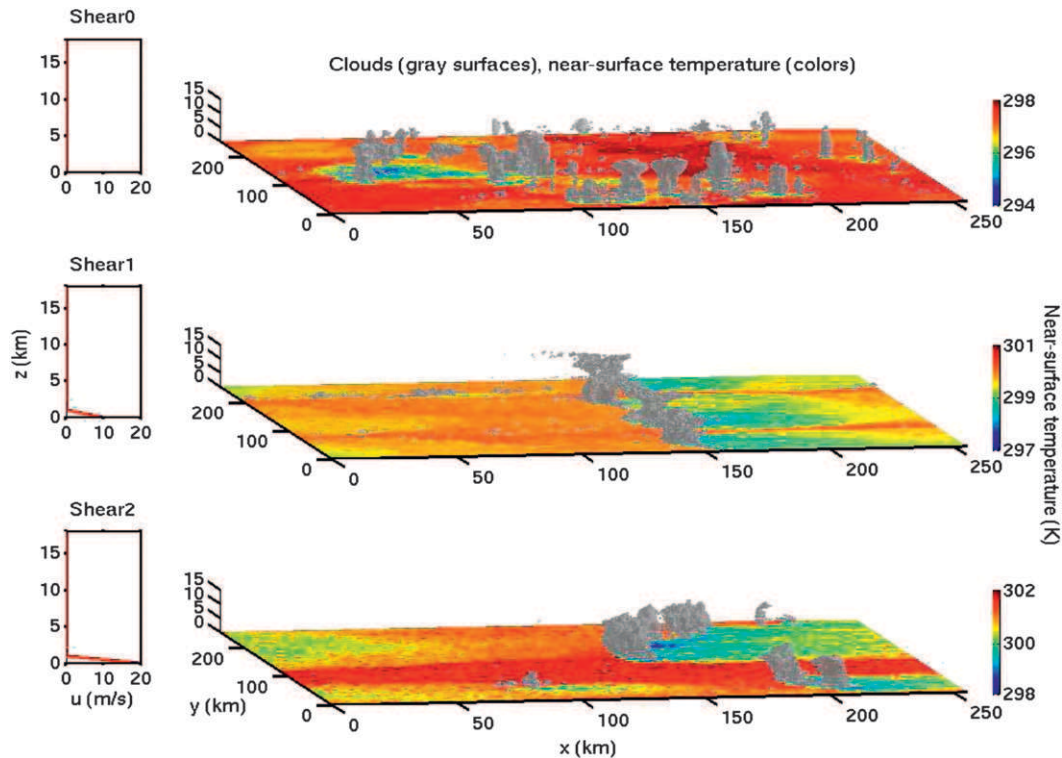 Shear0
15
10
5
0
0 10 20
Clouds (gray surfaces), near-surface temperature (colors)
15
10
5
0
200
100
0
0 50 100 150 200 250
298
296
294
Shear1
15
10
5
0
0 10 20
z (km)
15
10
5
0
200
100
0
0 50 100 150 200 250
301
299
297
Near-surface temperature (K)
Shear2
15
10
5
0
0 10 20
u (m/s)
15
10
5
0
200
100
0
y (km)
0 50 100 150 200 250
x (km)
302
300
298